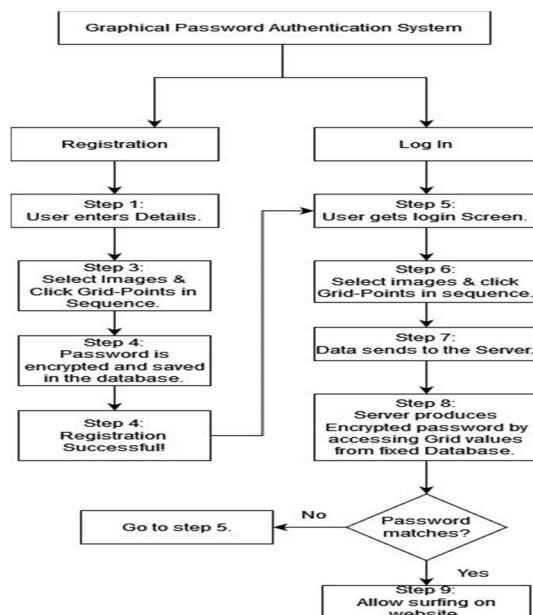 Graphical Password Authentication System
Registration
Log In
Step 1:
User enters Details.
Step 5:
User gets login Screen.
Step 3:
Select Images &
Click Grid-Points in
Sequence.
Step 6:
Select images & click
Grid-Points in sequence.
Step 4:
Password is
encrypted and saved
in the database.
Step 7:
Data sends to the Server.
Step 4:
Registration
Successful!
Step 8:
Server produces
Encrypted password by
accessing Grid values
from fixed Database.
Go to step 5.
No
Password
matches?
Yes
Step 9:
Allow surfing on
website